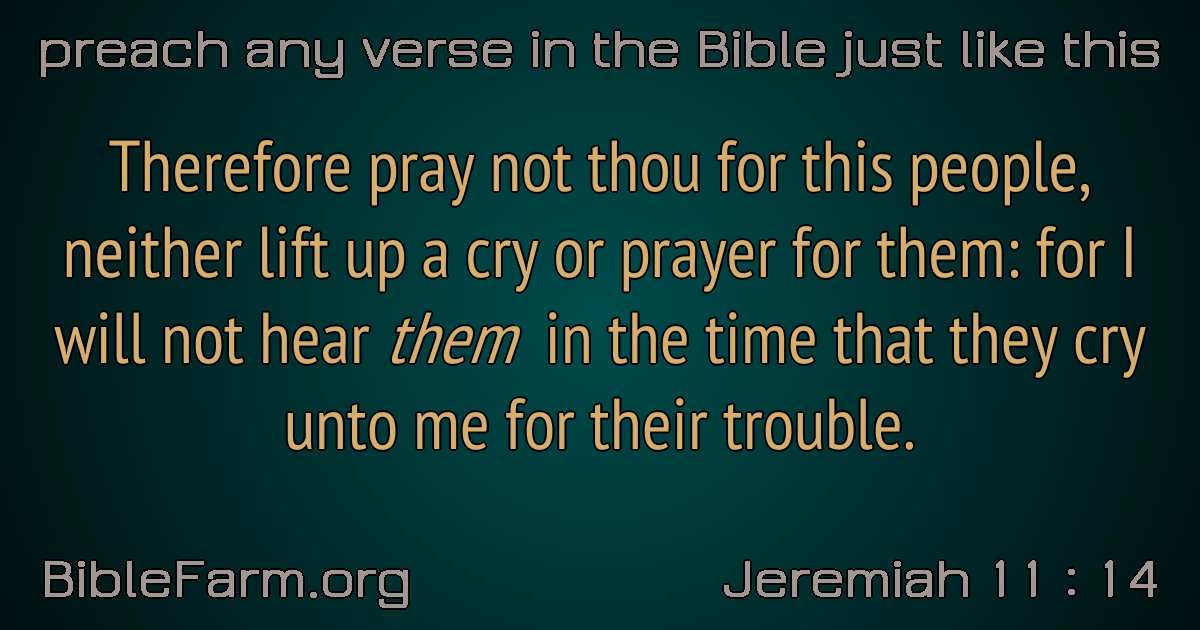 preach any verse in the Bible just like this
Therefore pray not thou for this people,
neither lift up a cry or prayer for them: for I
will not hear them in the time that they cry
unto me for their trouble.
BibleFarm.org
Jeremiah 11 : 14